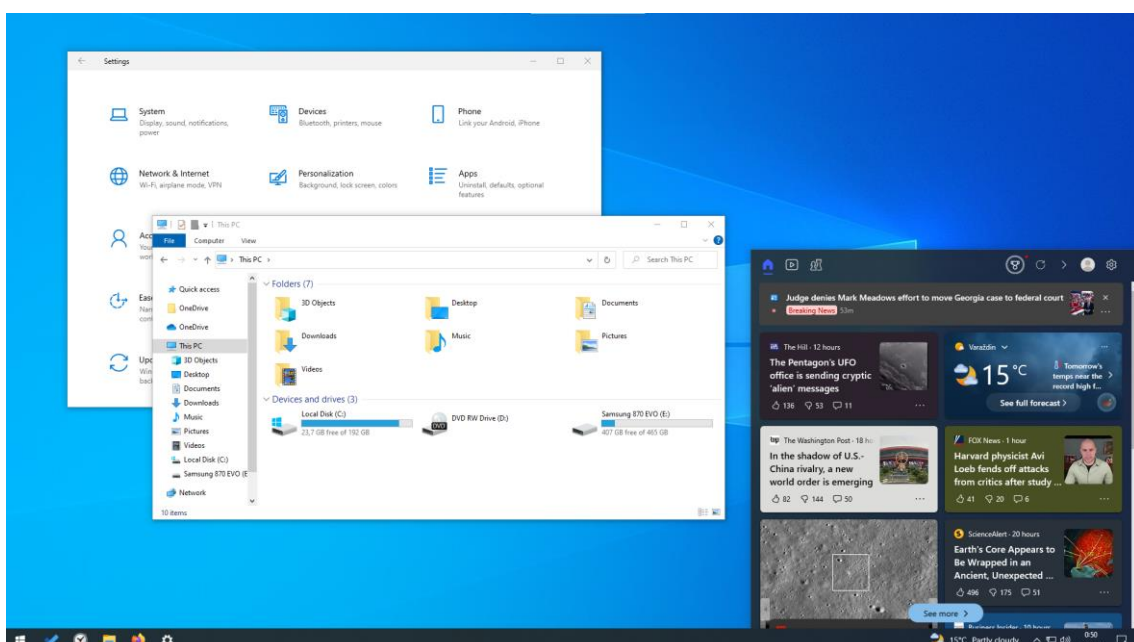 Settings
System
Display, sound, notifications,
power
Devices
Bluetooth, printers, mouse
Phone
Link your Android, iPhone
Network & Internet
Wi-Fi, airplane mode, VPN
Personalization
Background, lock screen, colors
Apps
Uninstall, defaults, optional
features
This PC
File
Computer
View
This PC
Search This PC
Quick access
OneDrive
OneDrive
This PC
3D Objects
Desktop
Documents
Downloads
Music
Pictures
Videos
Local Disk (C:)
Samsung 870 EVO (E
Network
10 items
Folders (7)
3D Objects
Desktop
Documents
Downloads
Music
Pictures
Videos
Devices and drives (3)
Local Disk (C:)
23,7 GB free of 192 GB
DVD
DVD RW Drive (D:)
Samsung 870 EVO (E:)
407 GB free of 465 GB
Judge denies Mark Meadows effort to move Georgia case to federal court
Breaking News 53m
The Hill · 12 hours
The Pentagon's UFO
office is sending cryptic
'alien' messages
136 53 11
Varaždin
15°C
Tomorrow's
temps near the
record high f...
See full forecast
The Washington Post · 18 ho
In the shadow of U.S.-
China rivalry, a new
world order is emerging
82 144 50
FOX News · 1 hour
Harvard physicist Avi
Loeb fends off attacks
from critics after study ...
41 20 6
ScienceAlert · 20 hours
Earth's Core Appears to
Be Wrapped in an
Ancient, Unexpected ...
496 175 51
See more
Business Insider · 10 hours
15°C Partly cloudy
0:50